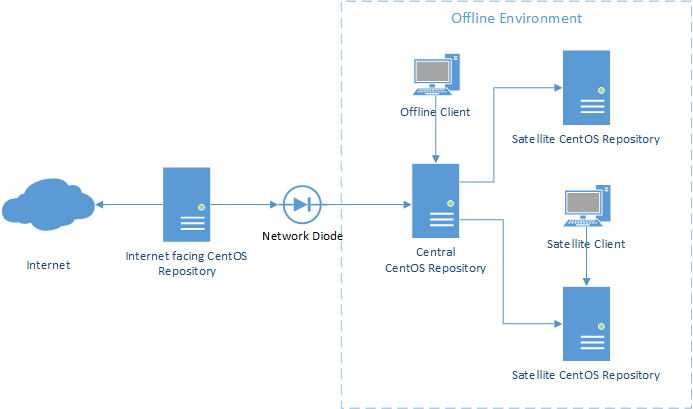 Offline Environment
Offline Client
Satellite CentOS Repository
Satellite Client
Network Diode
Internet
Internet facing CentOS
Repository
Central
CentOS Repository
Satellite CentOS Repository